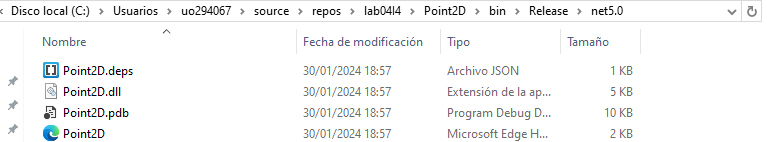 Disco local (C:) > Usuarios > uo294067 > source > repos > lab04l4 > Point2D > bin > Release > net5.0
Nombre Fecha de modificación Tipo Tamaño
Point2D.deps 30/01/2024 18:57 Archivo JSON 1 KB
Point2D.dll 30/01/2024 18:57 Extensión de la ap... 5 KB
Point2D.pdb 30/01/2024 18:57 Program Debug D... 10 KB
Point2D 30/01/2024 18:57 Microsoft Edge H... 2 KB